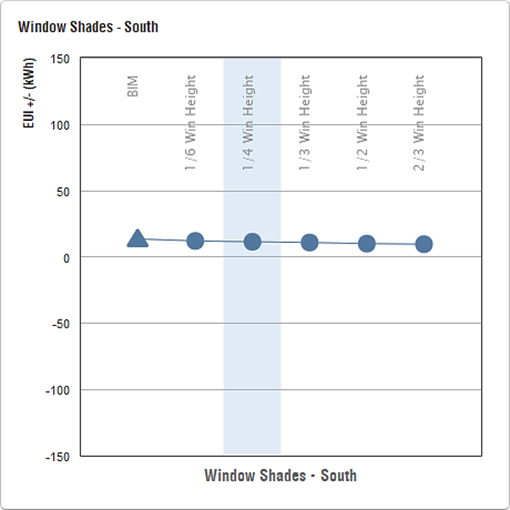 Window Shades - South
EUI +/- (kWh)
150
100
50
0
-50
-100
-150
BIM
1/6 Win Height
1/4 Win Height
1/3 Win Height
1/2 Win Height
2/3 Win Height
Window Shades - South